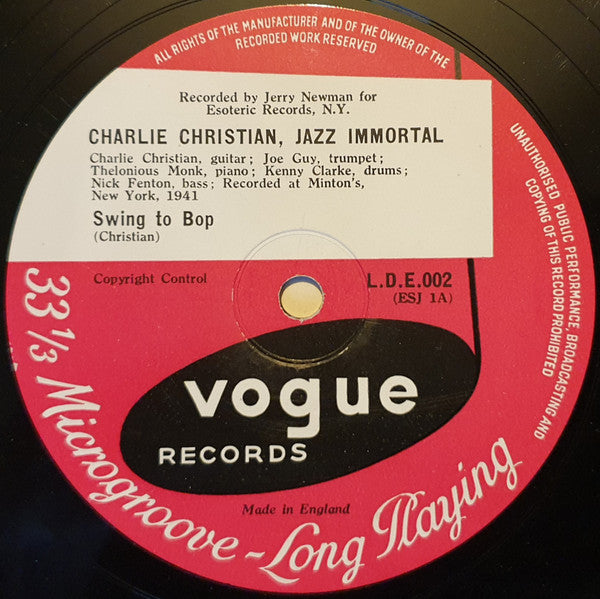 ALL RIGHTS OF THE MANUFACTURER AND OF THE OWNER OF THE
RECORDED WORK RESERVED
Recorded by Jerry Newman for
Esoteric Records, N.Y.
CHARLIE CHRISTIAN, JAZZ IMMORTAL
Charlie Christian, guitar; Joe Guy, trumpet;
Thelonious Monk, piano; Kenny Clarke, drums;
Nick Fenton, bass; Recorded at Minton's,
New York, 1941
Swing to Bop
(Christian)
Copyright Control
L.D.E.002
(ESJ 1A)
UNAUTHORISED PUBLIC PERFORMANCE, BROADCASTING AND
COPYING OF THIS RECORD PROHIBITED
vogue
RECORDS
Made in England
33 1/3 Microgroove - Long Playing